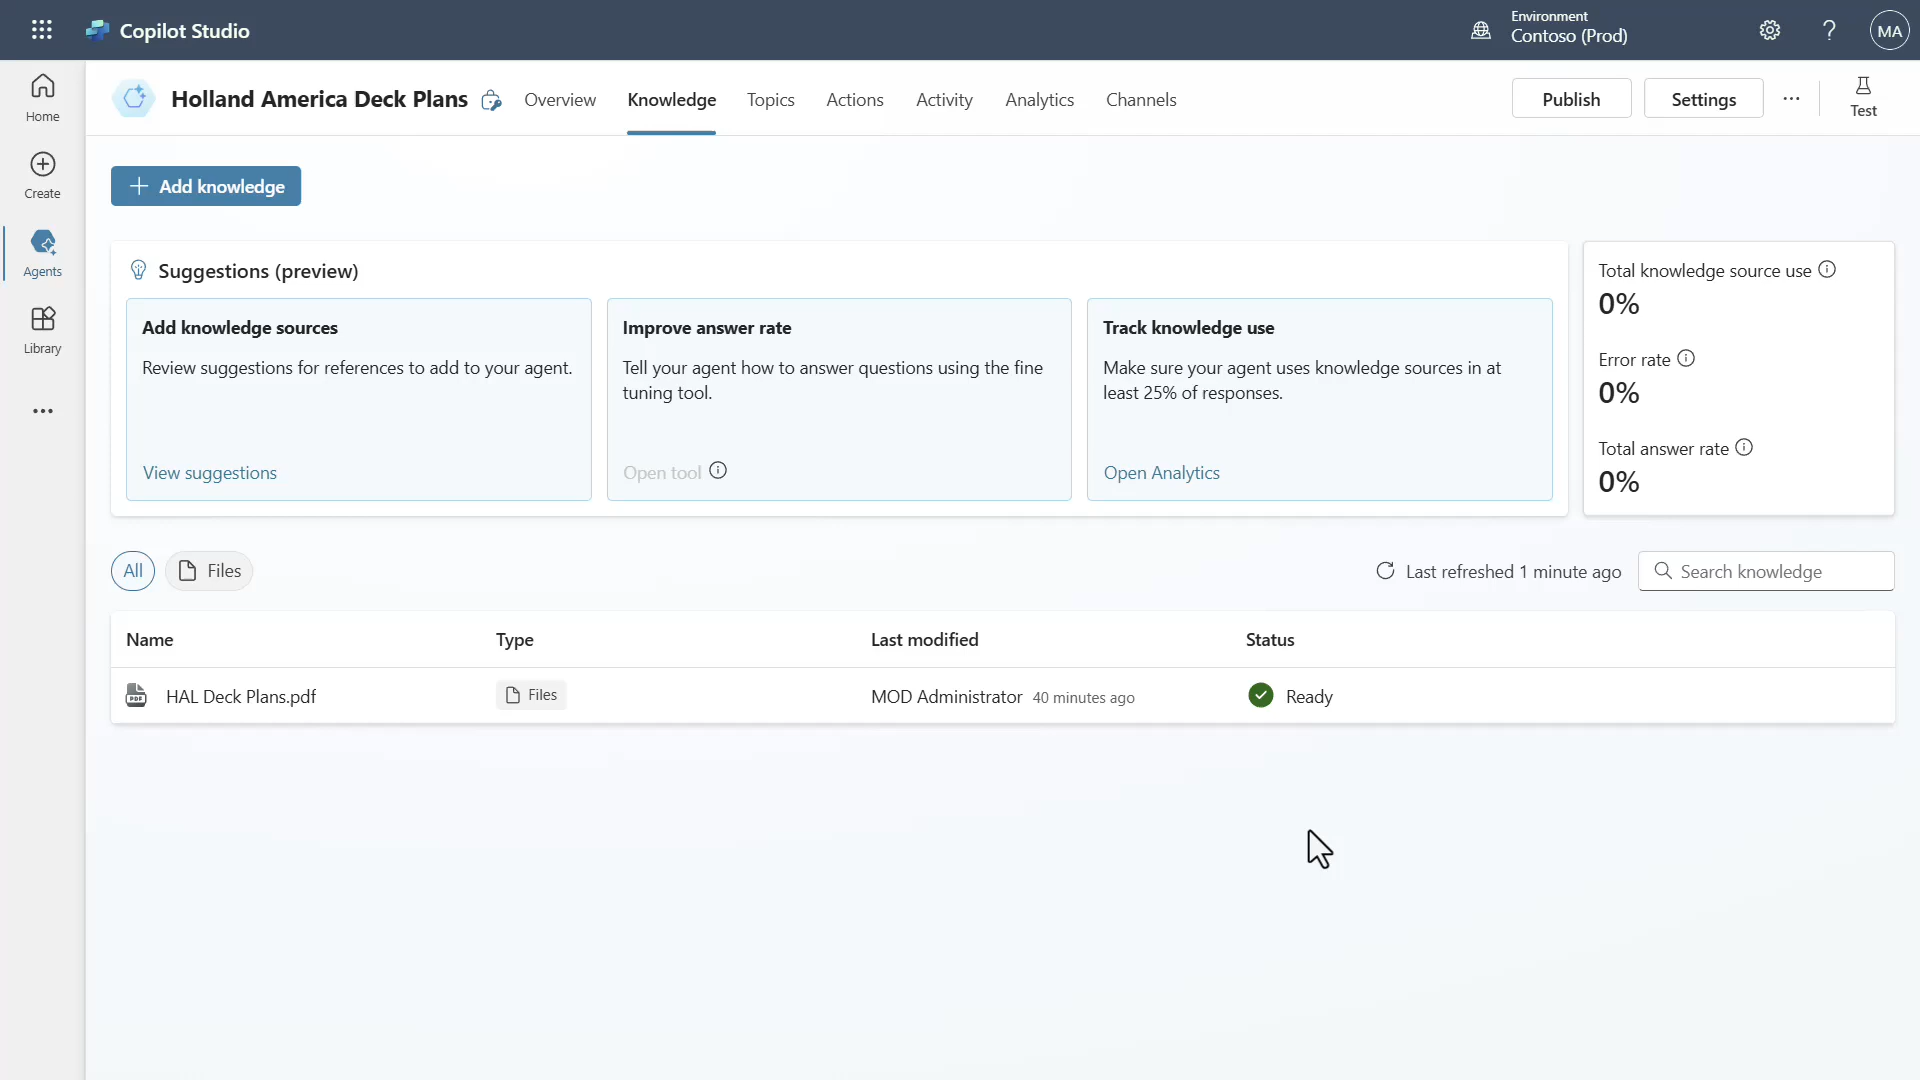 Copilot Studio
Environment
Contoso (Prod)
MA
Home
Create
Agents
Library
Holland America Deck Plans
Overview
Knowledge
Topics
Actions
Activity
Analytics
Channels
Publish
Settings
Test
Add knowledge
Suggestions (preview)
Add knowledge sources
Review suggestions for references to add to your agent.
View suggestions
Improve answer rate
Tell your agent how to answer questions using the fine
tuning tool.
Open tool
Track knowledge use
Make sure your agent uses knowledge sources in at
least 25% of responses.
Open Analytics
Total knowledge source use
0%
Error rate
0%
Total answer rate
0%
All
Files
Last refreshed 1 minute ago
Search knowledge
Name Type Last modified Status
PDF HAL Deck Plans.pdf Files MOD Administrator 40 minutes ago Ready